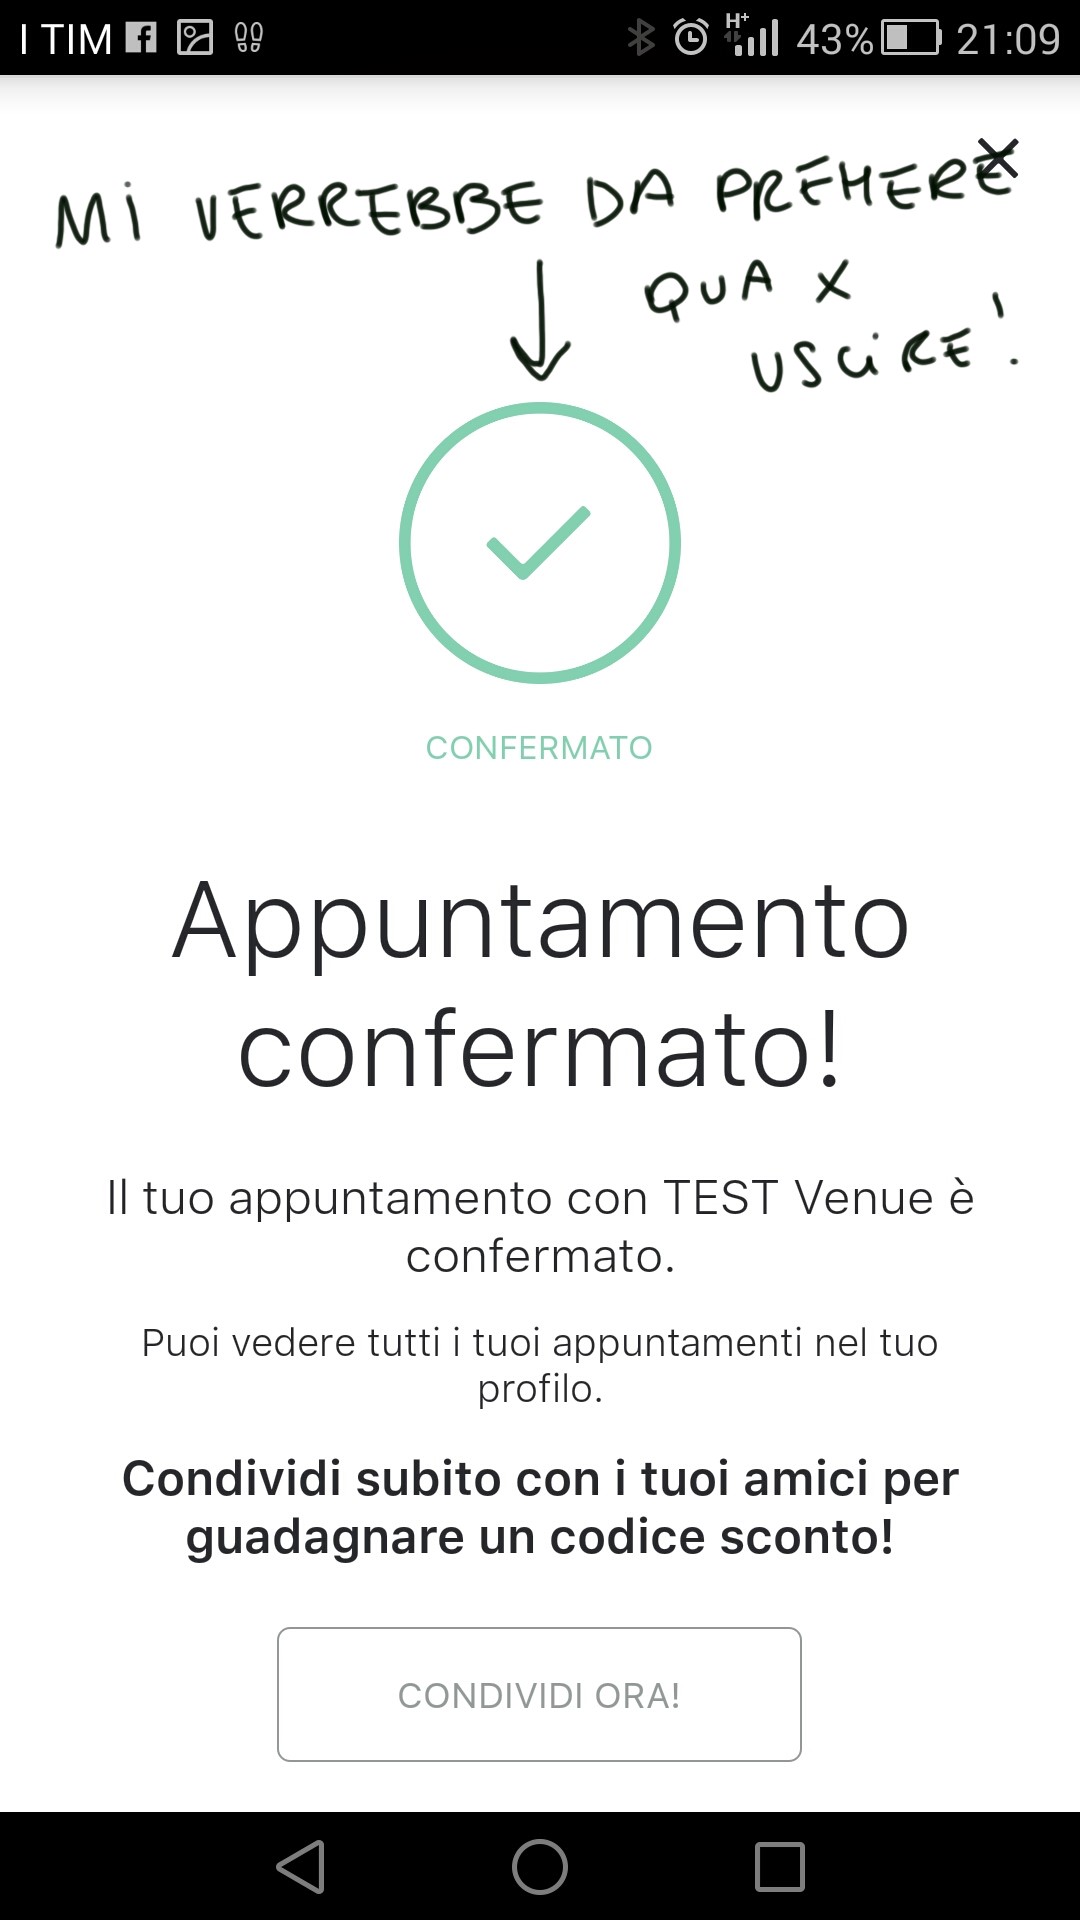 I TIM H+ 43% 21:09
MI VERREBBE DA PREMERE
QUA X
USCIRE!
CONFERMATO
Appuntamento
confermato!
Il tuo appuntamento con TEST Venue è
confermato.
Puoi vedere tutti i tuoi appuntamenti nel tuo
profilo.
Condividi subito con i tuoi amici per
guadagnare un codice sconto!
CONDIVIDI ORA!